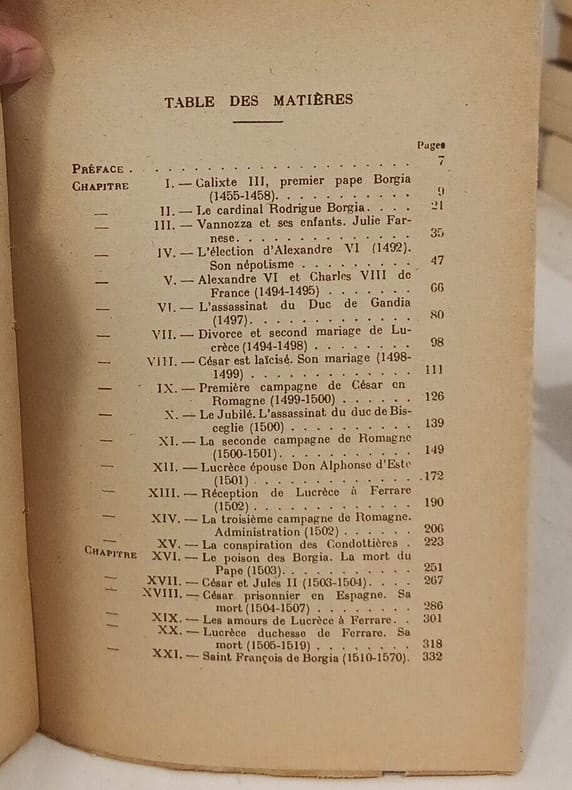 TABLE DES MATIÈRES
Pages
PRÉFACE . . . . . . . . . . . . . . . . . . . 7
CHAPITRE I. — Calixte III, premier pape Borgia
(1455-1458). . . . . . . . . . . 9
— II. — Le cardinal Rodrigue Borgia. . . . 21
— III. — Vannozza et ses enfants. Julie Far-
nese. . . . . . . . . . . . . . 35
— IV. — L'élection d'Alexandre VI (1492).
Son népotisme . . . . . . . . . 47
— V. — Alexandre VI et Charles VIII de
France (1494-1495) . . . . . . . 66
— VI. — L'assassinat du Duc de Gandia
(1497). . . . . . . . . . . . . 80
— VII. — Divorce et second mariage de Lu-
crèce (1494-1498) . . . . . . . . 98
— VIII. — César est laïcisé. Son mariage (1498-
1499) . . . . . . . . . . . . . 111
— IX. — Première campagne de César en
Romagne (1499-1500) . . . . . . 126
— X. — Le Jubilé. L'assassinat du duc de Bis-
ceglie (1500) . . . . . . . . . . 139
— XI. — La seconde campagne de Romagne
(1500-1501). . . . . . . . . . . 149
— XII. — Lucrèce épouse Don Alphonse d'Este
(1501) . . . . . . . . . . . . . 172
— XIII. — Réception de Lucrèce à Ferrare
(1502) . . . . . . . . . . . . . 190
— XIV. — La troisième campagne de Romagne.
Administration (1502) . . . . . . 206
— XV. — La conspiration des Condottières . 223
CHAPITRE XVI. — Le poison des Borgia. La mort du
Pape (1503). . . . . . . . . . . 251
— XVII. — César et Jules II (1503-1504). . . . 267
— XVIII. — César prisonnier en Espagne. Sa
mort (1504-1507) . . . . . . . . 286
— XIX. — Les amours de Lucrèce à Ferrare. . 301
— XX. — Lucrèce duchesse de Ferrare. Sa
mort (1505-1519) . . . . . . . . 318
— XXI. — Saint François de Borgia (1510-1570). 332